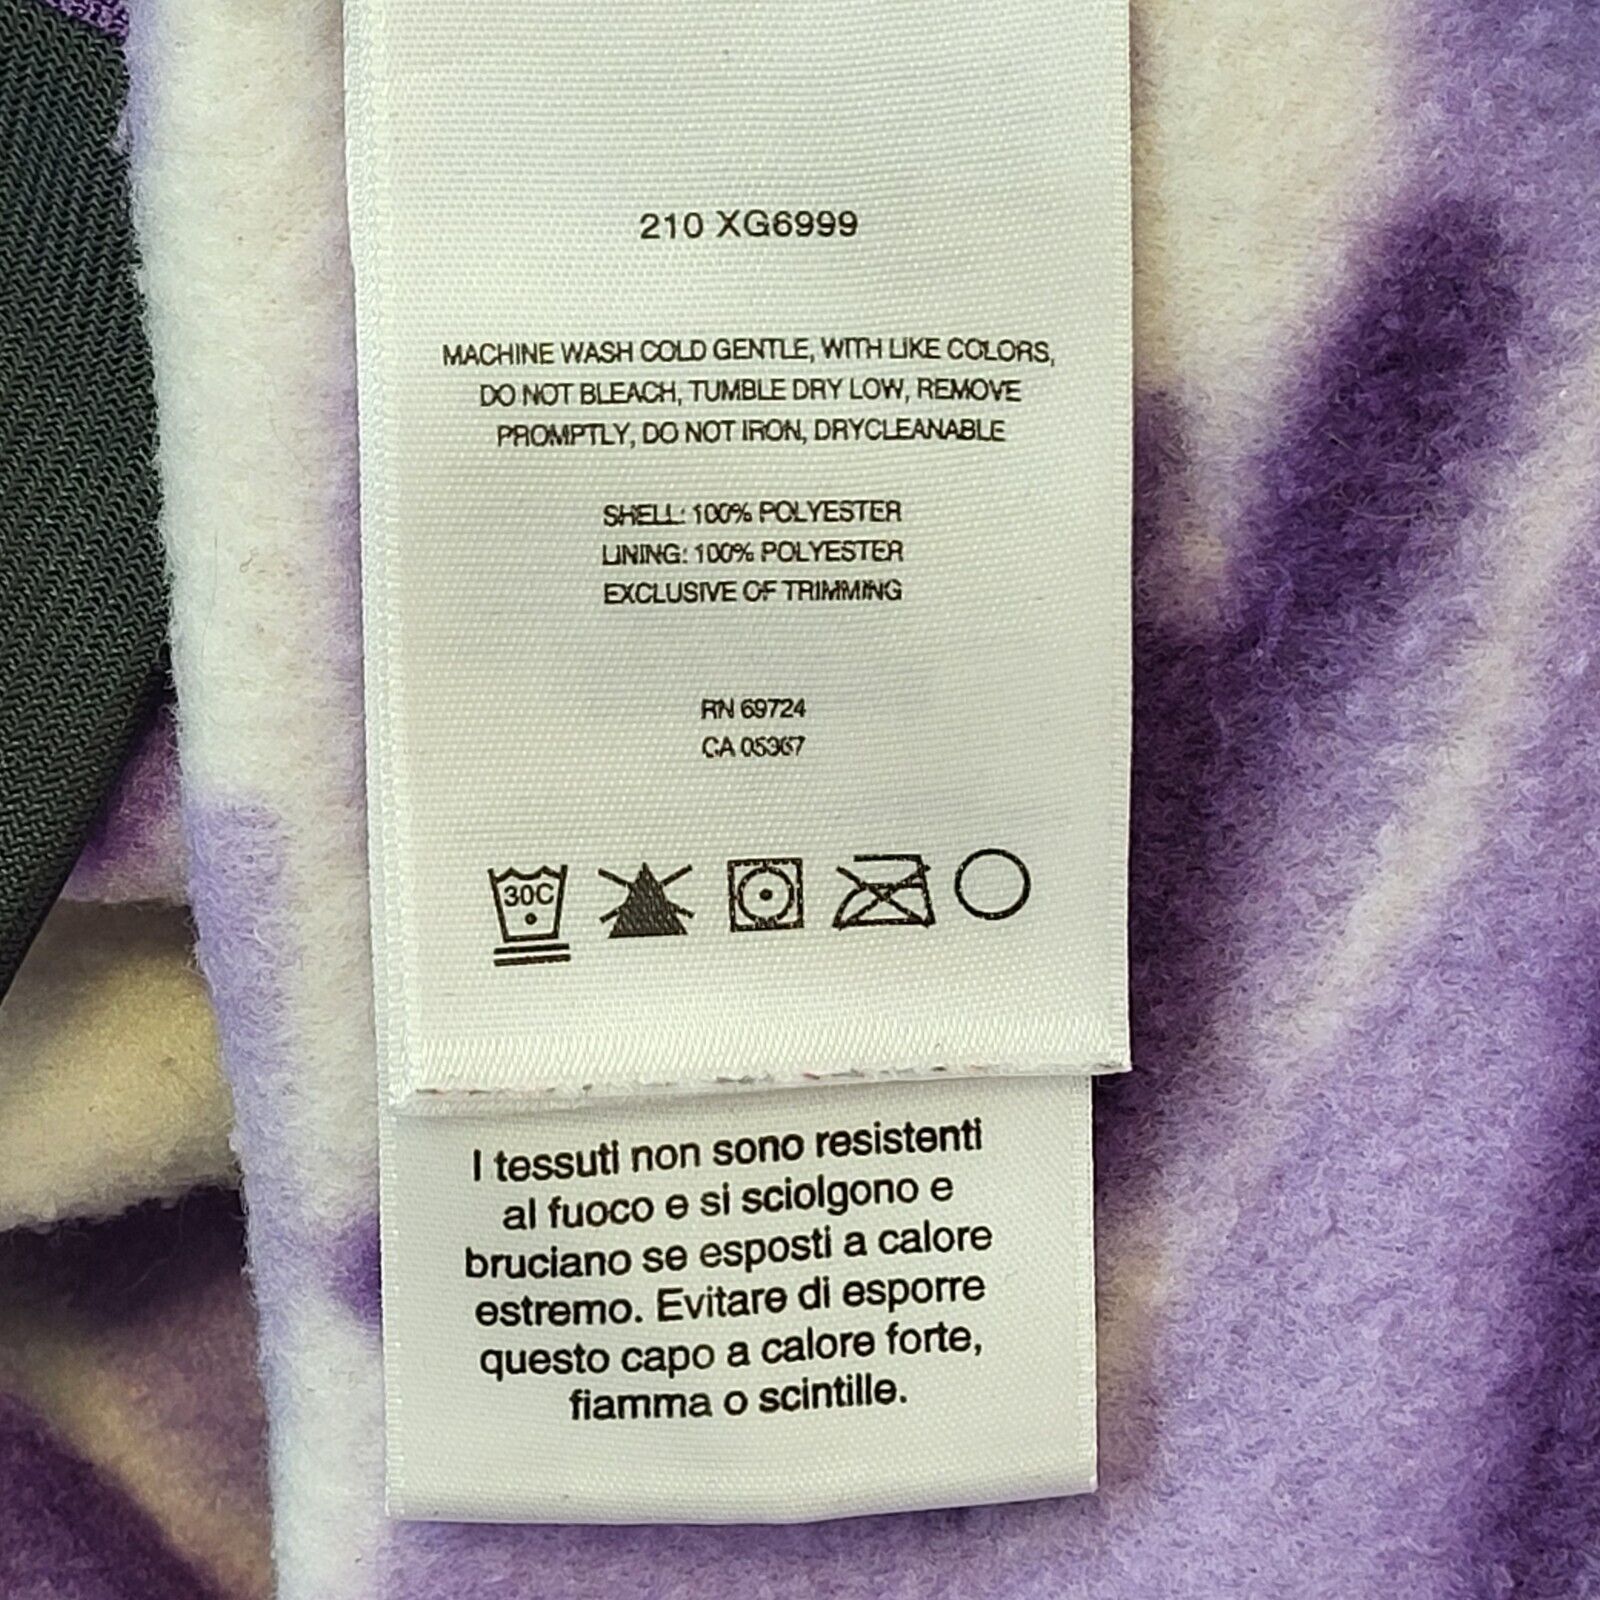 210 XG6999
MACHINE WASH COLD GENTLE, WITH LIKE COLORS,
DO NOT BLEACH, TUMBLE DRY LOW, REMOVE
PROMPTLY, DO NOT IRON, DRYCLEANABLE
SHELL: 100% POLYESTER
LINING: 100% POLYESTER
EXCLUSIVE OF TRIMMING
RN 69724
CA 05367
30C
I tessuti non sono resistenti
al fuoco e si sciolgono e
bruciano se esposti a calore
estremo. Evitare di esporre
questo capo a calore forte,
fiamma o scintille.